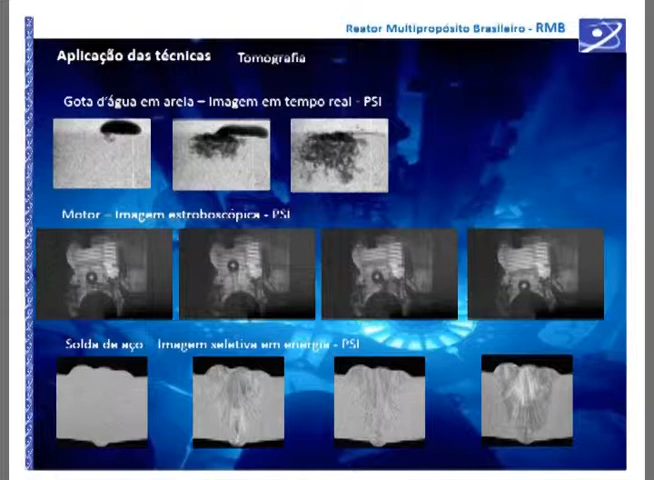 Reator Multipropósito Brasileiro - RMB
Aplicação das técnicas Tomografia
Gota d'água em areia – Imagem em tempo real - PSI
Motor – Imagem estroboscópica - PSI
Solda de aço Imagem seletiva em energia - PSI